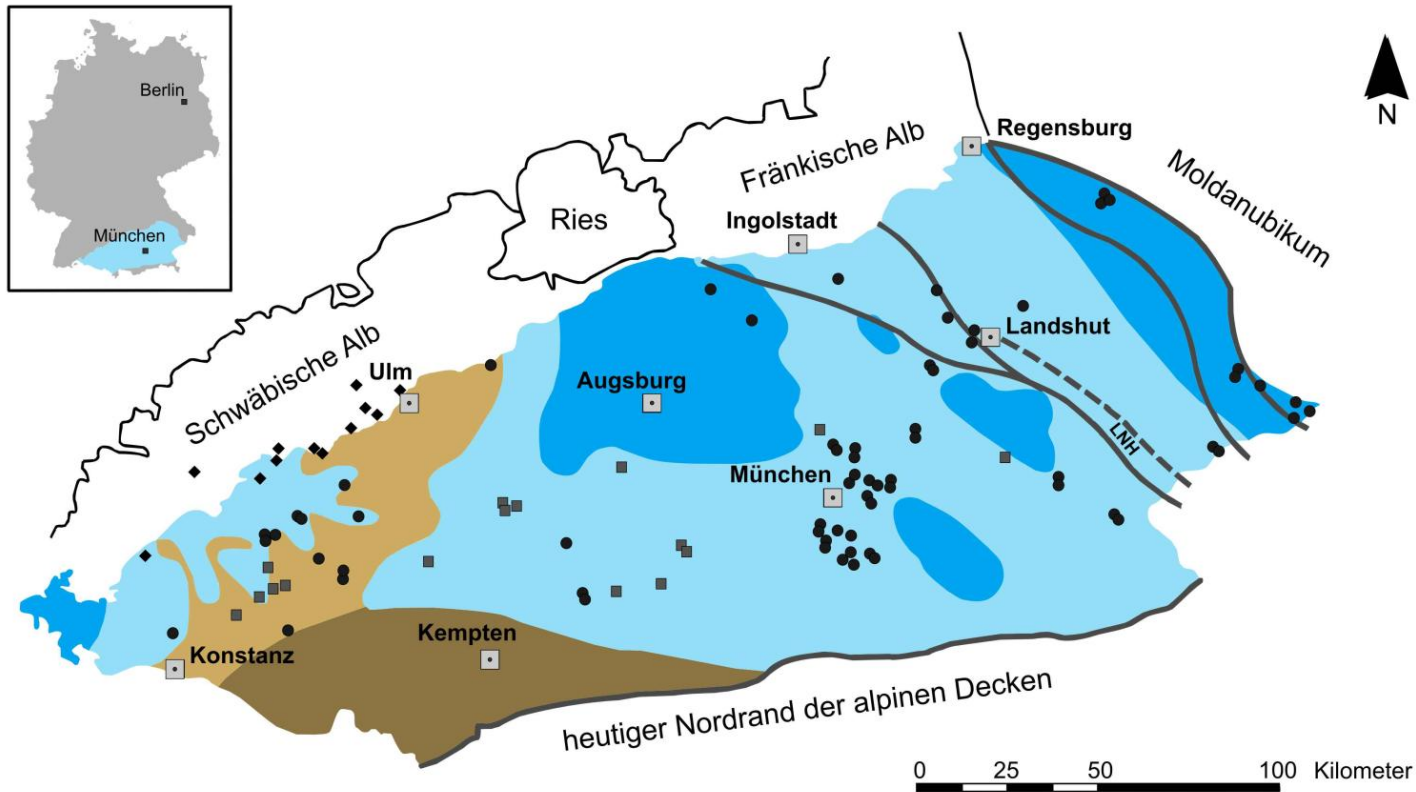 Berlin
München
N
Regensburg
Fränkische Alb
Moldanubikum
Ries
Ingolstadt
Landshut
Schwäbische Alb
Ulm
Augsburg
LNH
München
Kempten
Konstanz
heutiger Nordrand der alpinen Decken
0 25 50 100 Kilometer